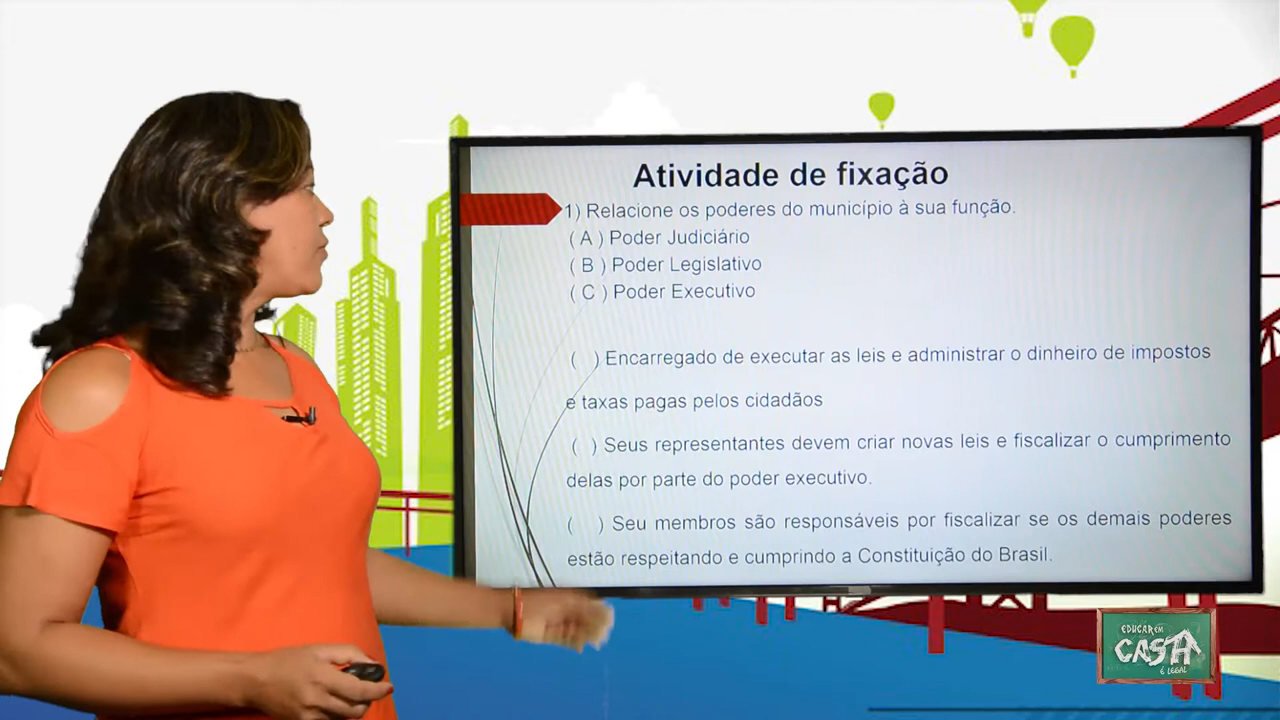 Atividade de fixação
1) Relacione os poderes do município à sua função.
( A ) Poder Judiciário
( B ) Poder Legislativo
( C ) Poder Executivo
( ) Encarregado de executar as leis e administrar o dinheiro de impostos
e taxas pagas pelos cidadãos
( ) Seus representantes devem criar novas leis e fiscalizar o cumprimento
delas por parte do poder executivo.
( ) Seu membros são responsáveis por fiscalizar se os demais poderes
estão respeitando e cumprindo a Constituição do Brasil.
EDUCAR EM
CASA
É LEGAL